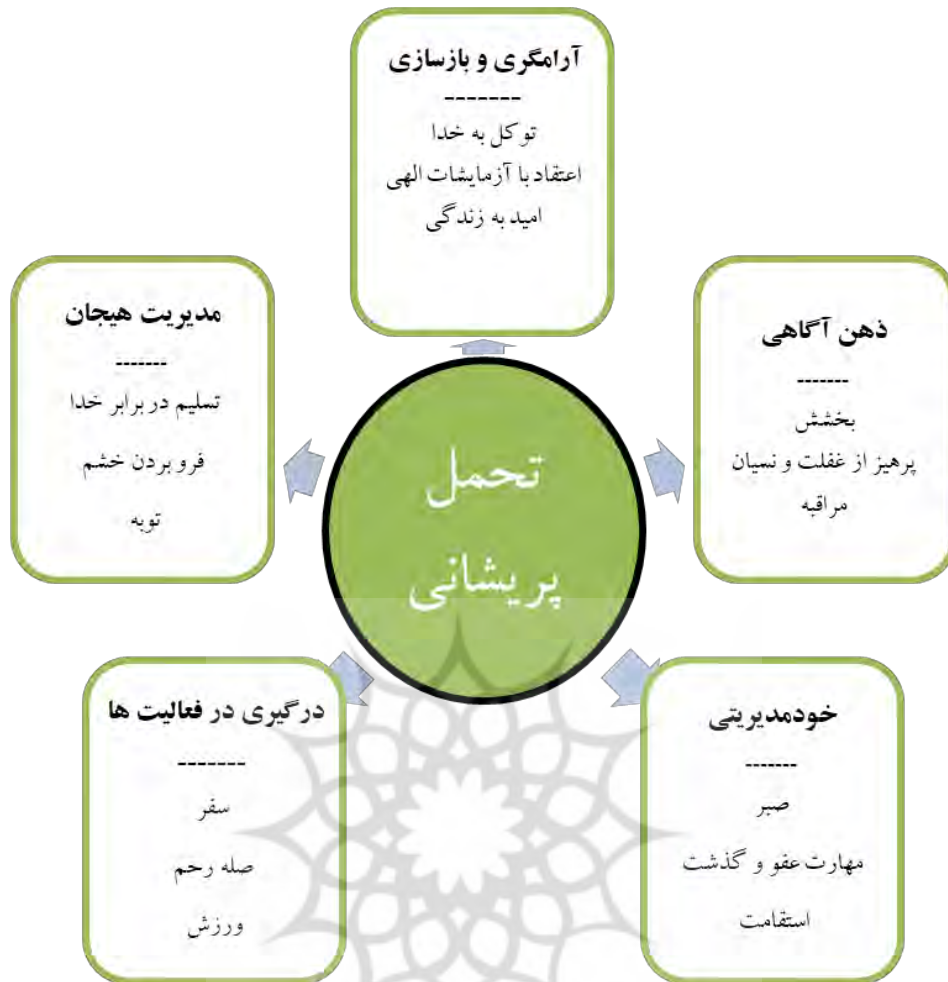 آرامگری و بازسازی
-------
توکل به خدا
اعتقاد با آزمایشات الهی
امید به زندگی
ذهن آگاهی
-------
بخشش
پرهیز از غفلت و نسیان
مراقبه
مدیریت هیجان
-------
تسلیم در برابر خدا
فرو بردن خشم
توبه
تحمل
پریشانی
خودمدیریتی
-------
صبر
مهارت عفو و گذشت
استقامت
درگیری در فعالیت ها
-------
سفر
صله رحم
ورزش